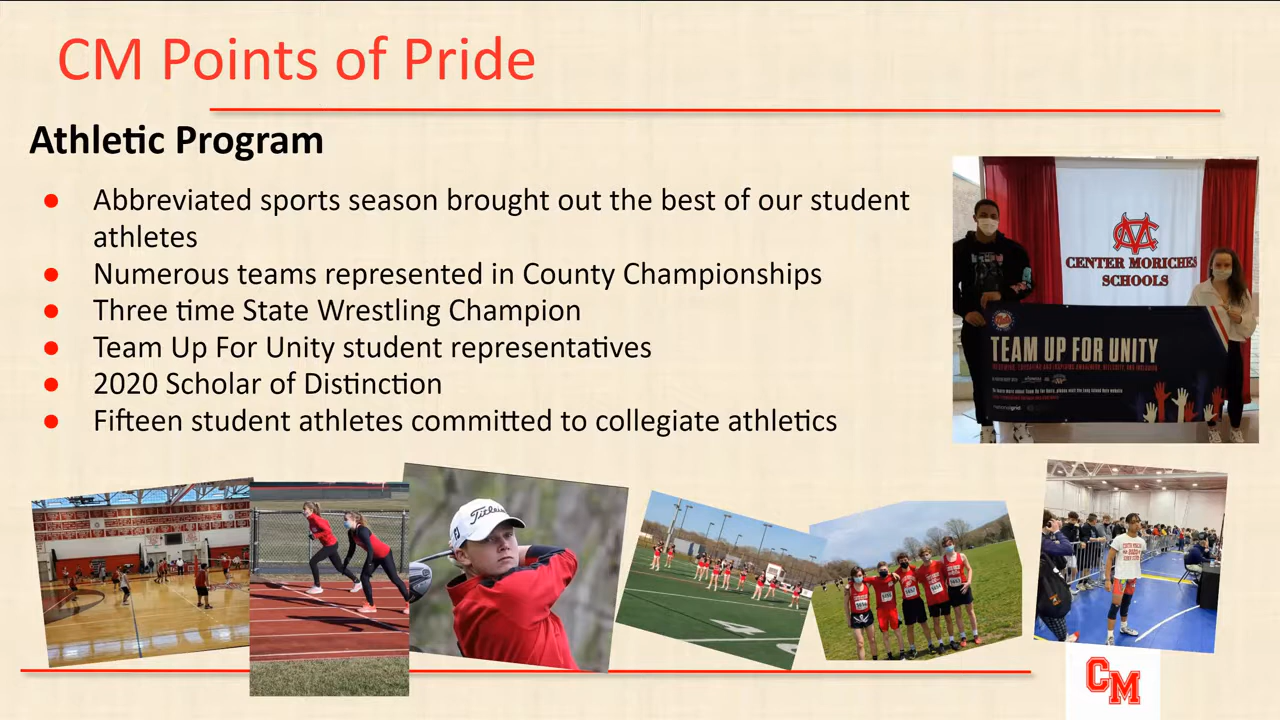 CM Points of Pride
Athletic Program
● Abbreviated sports season brought out the best of our student
athletes
● Numerous teams represented in County Championships
● Three time State Wrestling Champion
● Team Up For Unity student representatives
● 2020 Scholar of Distinction
● Fifteen student athletes committed to collegiate athletics
CENTER MORICHES
SCHOOLS
TEAM UP FOR UNITY
Titleist
4
CM